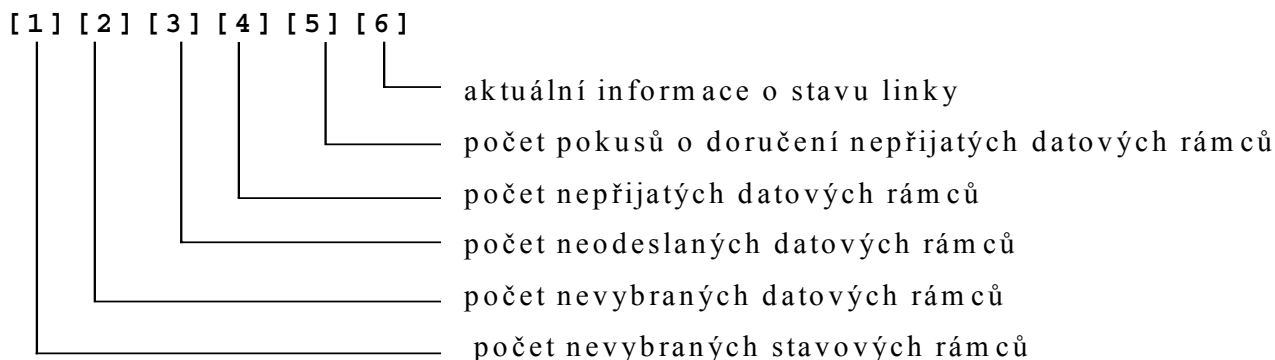 [1][2][3][4][5][6]
aktuální informace o stavu linky
počet pokusů o doručení nepřijatých datových rámců
počet nepřijatých datových rámců
počet neodeslaných datových rámců
počet nevybraných datových rámců
počet nevybraných stavových rámců